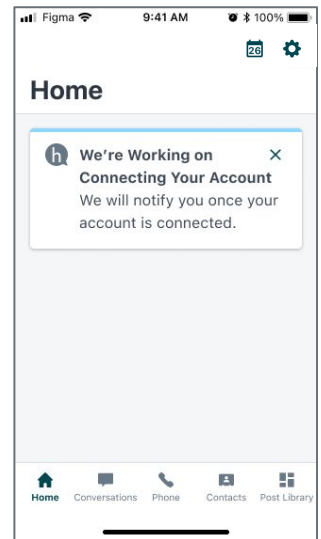 Figma 9:41 AM 100%
26
Home
h We're Working on
Connecting Your Account
We will notify you once your
account is connected.
Home Conversations Phone Contacts Post Library